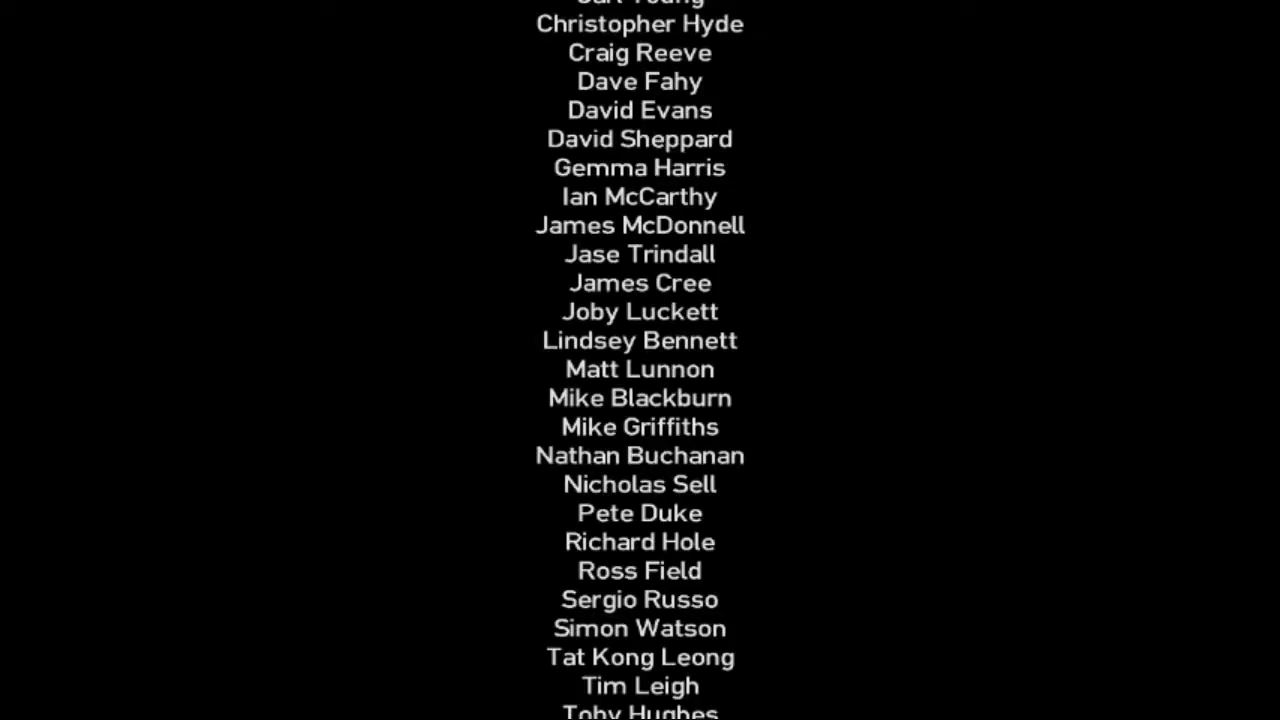 Carl Young
Christopher Hyde
Craig Reeve
Dave Fahy
David Evans
David Sheppard
Gemma Harris
Ian McCarthy
James McDonnell
Jase Trindall
James Cree
Joby Luckett
Lindsey Bennett
Matt Lunnon
Mike Blackburn
Mike Griffiths
Nathan Buchanan
Nicholas Sell
Pete Duke
Richard Hole
Ross Field
Sergio Russo
Simon Watson
Tat Kong Leong
Tim Leigh
Toby Hughes